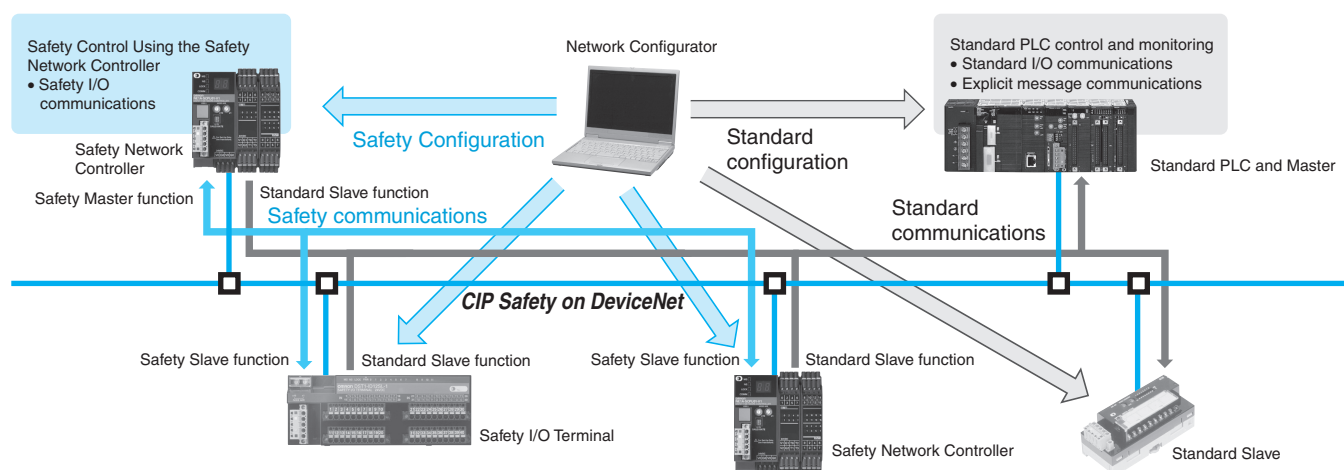 Safety Control Using the Safety
Network Controller
• Safety I/O
communications
Network Configurator
Standard PLC control and monitoring
• Standard I/O communications
• Explicit message communications
Safety Configuration
Standard
configuration
Safety Network
Controller
Standard PLC and Master
Safety Master function
Standard Slave function
Safety communications
Standard
communications
CIP Safety on DeviceNet
Safety Slave function
Standard Slave function
Safety Slave function
Standard Slave function
Safety I/O Terminal
Safety Network Controller
Standard Slave